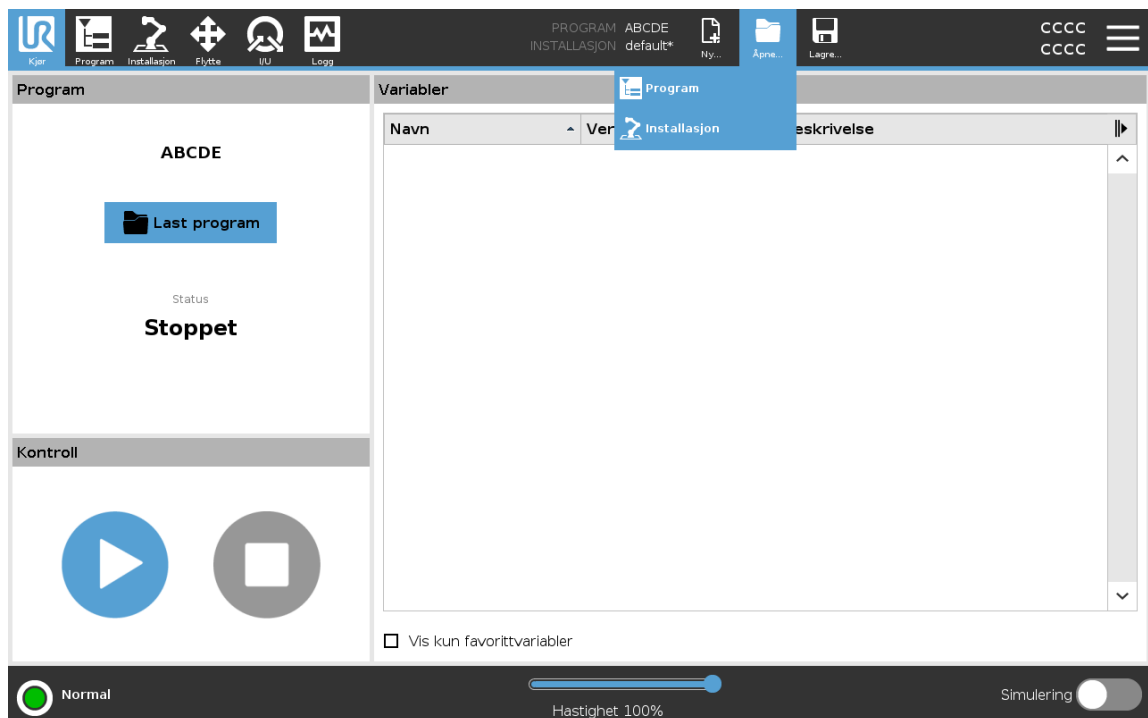 PROGRAM ABCDE
INSTALLASJON default*
CCCC
CCCC
Kjør Program Installasjon Flytte I/U Logg Ny... Åpne... Lagre...
Program
Installasjon
Program
ABCDE
Last program
Status
Stoppet
Kontroll
Variabler
Navn Ver eskrivelse
Vis kun favorittvariabler
Normal
Hastighet 100%
Simulering